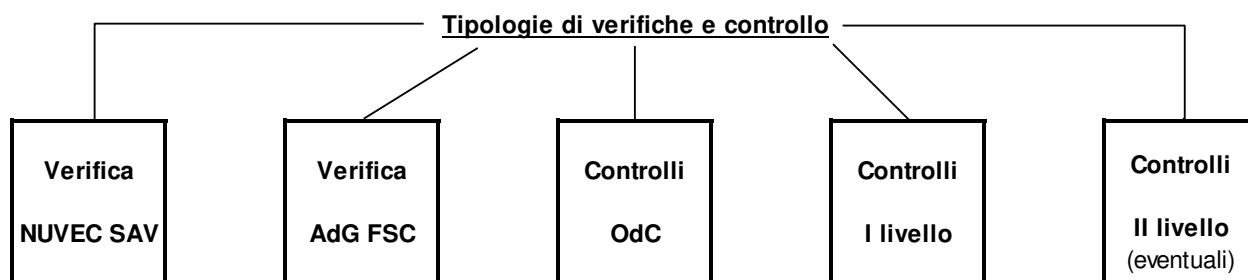 Tipologie di verifiche e controllo
Verifica
NUVEC SAV
Verifica
AdG FSC
Controlli
OdC
Controlli
I livello
Controlli
II livello
(eventuali)